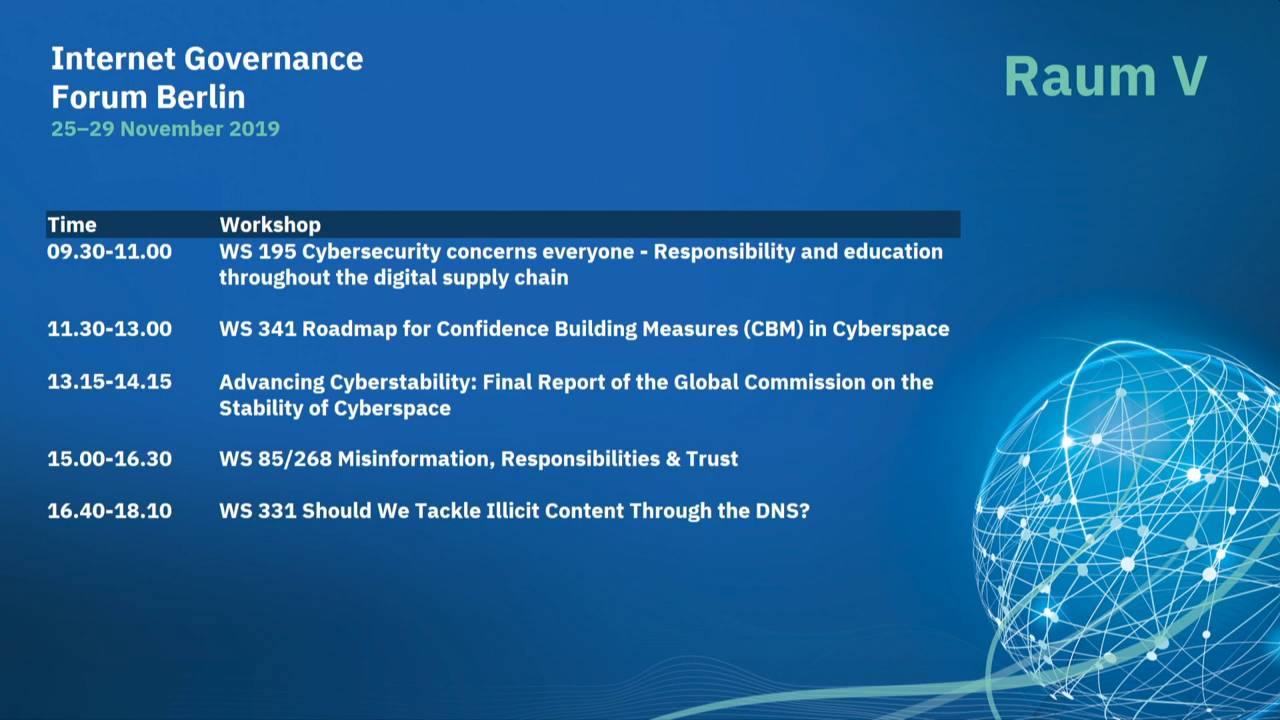 Internet Governance
Forum Berlin
25–29 November 2019
Raum V
Time Workshop
09.30-11.00 WS 195 Cybersecurity concerns everyone - Responsibility and education
throughout the digital supply chain
11.30-13.00 WS 341 Roadmap for Confidence Building Measures (CBM) in Cyberspace
13.15-14.15 Advancing Cyberstability: Final Report of the Global Commission on the
Stability of Cyberspace
15.00-16.30 WS 85/268 Misinformation, Responsibilities & Trust
16.40-18.10 WS 331 Should We Tackle Illicit Content Through the DNS?